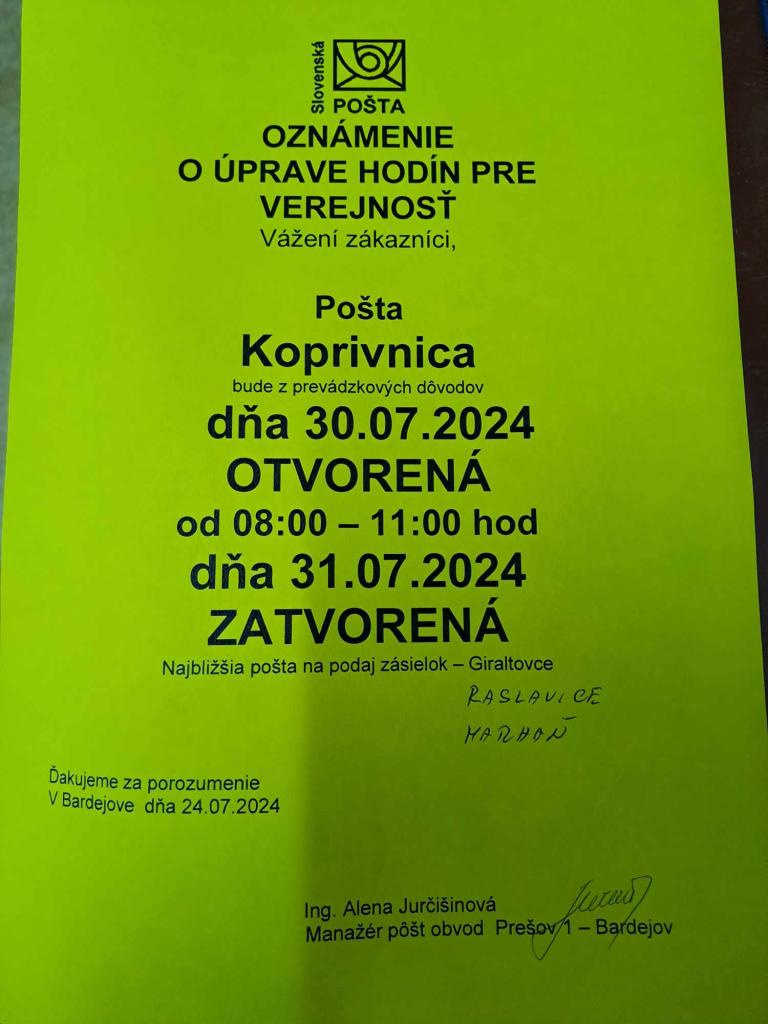 Slovenská
POŠTA
OZNÁMENIE
O ÚPRAVE HODÍN PRE
VEREJNOSŤ
Vážení zákazníci,
Pošta
Koprivnica
bude z prevádzkových dôvodov
dňa 30.07.2024
OTVORENÁ
od 08:00 – 11:00 hod
dňa 31.07.2024
ZATVORENÁ
Najbližšia pošta na podaj zásielok – Giraltovce
RASLAVICE
MARHAŇ
Ďakujeme za porozumenie
V Bardejove dňa 24.07.2024
Ing. Alena Jurčišinová
Manažér pôšt obvod Prešov 1 – Bardejov